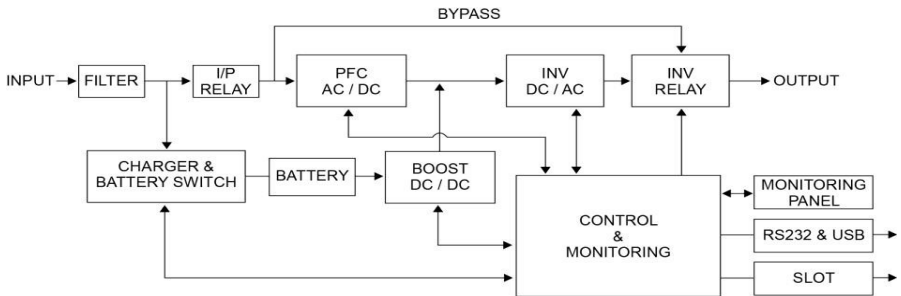 BYPASS
INPUT
FILTER
I/P
RELAY
PFC
AC / DC
INV
DC / AC
INV
RELAY
OUTPUT
CHARGER &
BATTERY SWITCH
BATTERY
BOOST
DC / DC
CONTROL
&
MONITORING
MONITORING
PANEL
RS232 & USB
SLOT